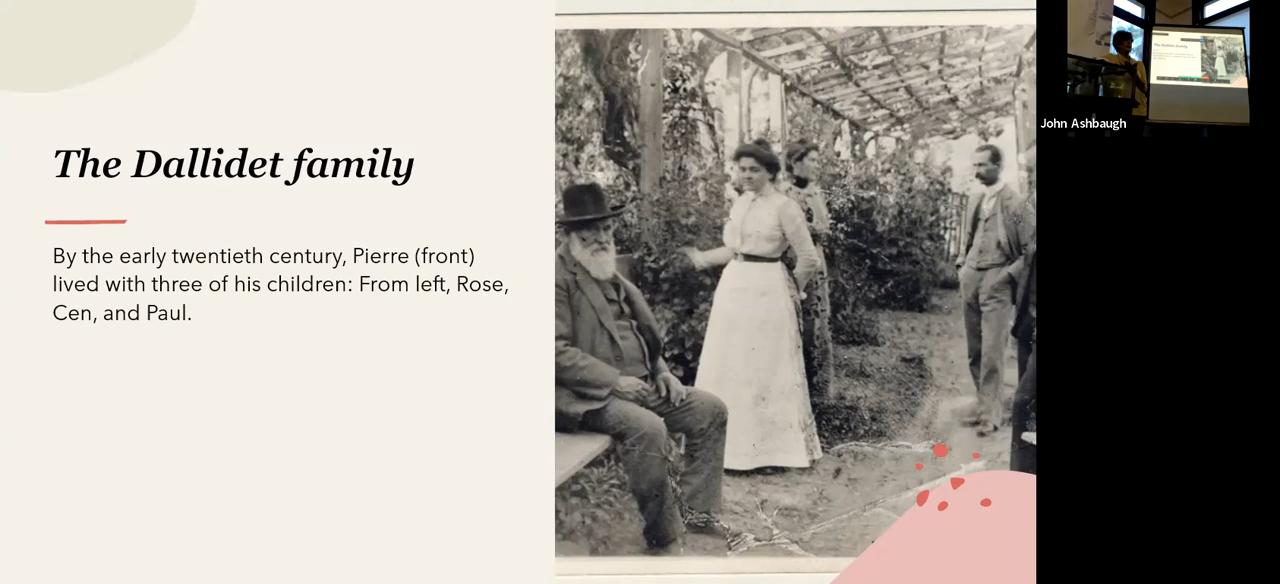 The Dallidet family
By the early twentieth century, Pierre (front)
lived with three of his children: From left, Rose,
Cen, and Paul.
John Ashbaugh